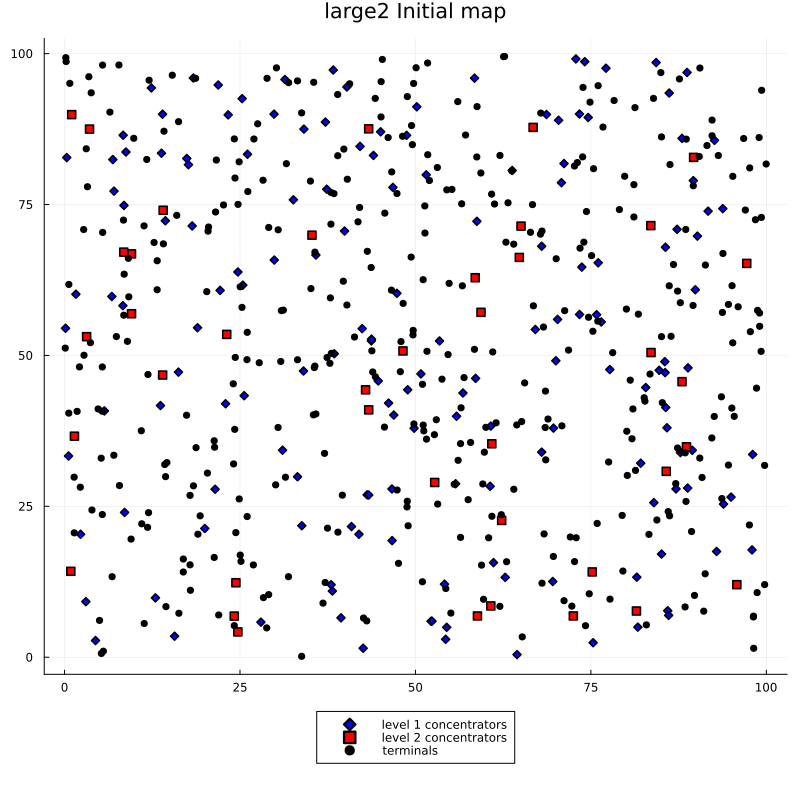 large2 Initial map
100
75
50
25
0
0 25 50 75 100
level 1 concentrators
level 2 concentrators
terminals